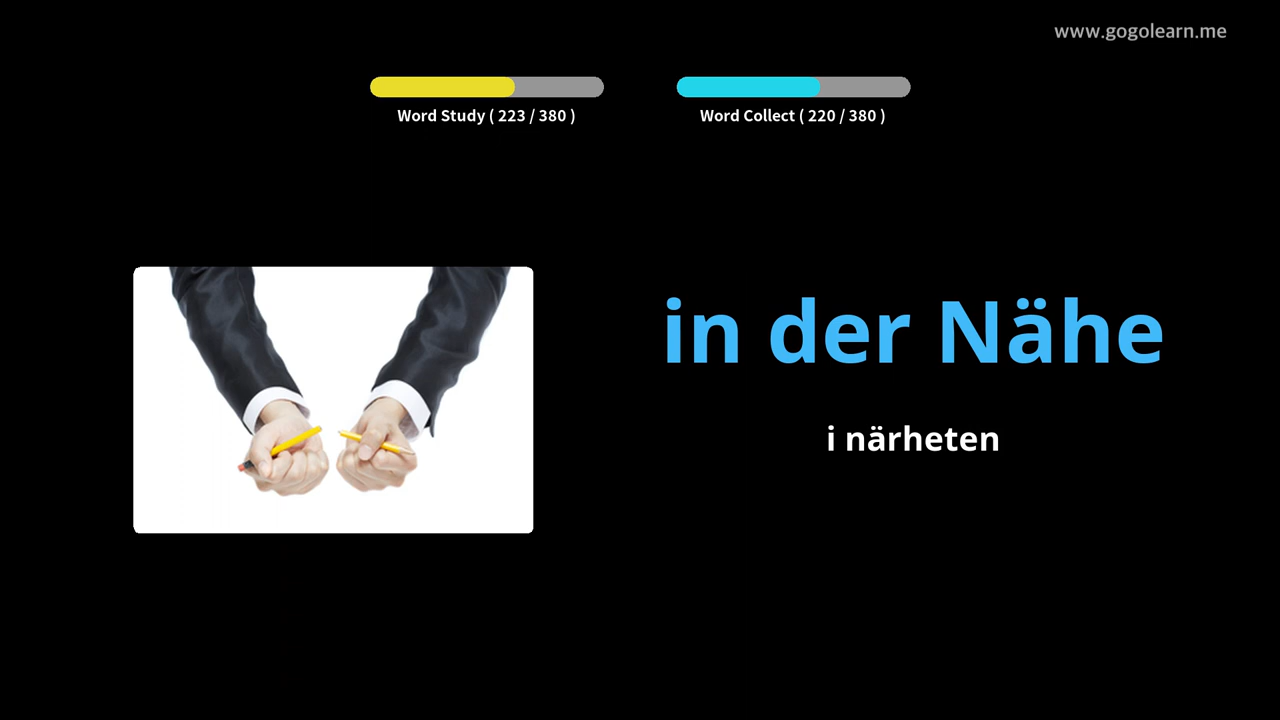 www.gogolearn.me
Word Study ( 223 / 380 )
Word Collect ( 220 / 380 )
in der Nähe
i närheten